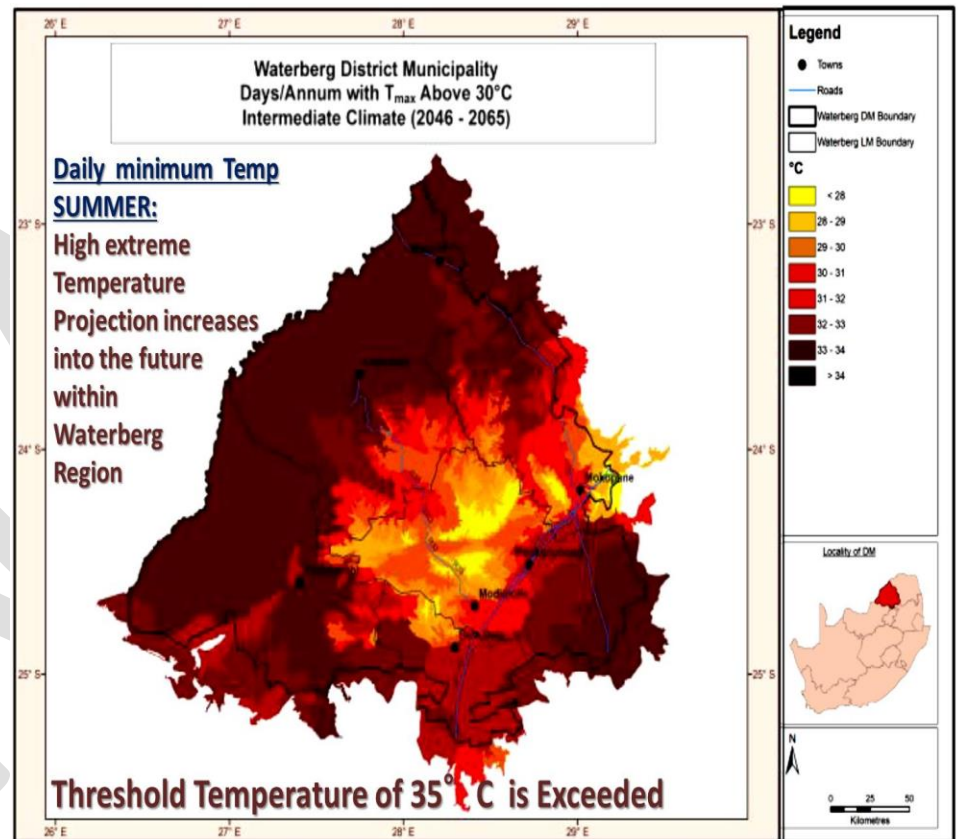 26° E 27° E 28° E 29° E
Waterberg District Municipality
Days/Annum with Tmax Above 30°C
Intermediate Climate (2046 - 2065)
Daily minimum Temp
SUMMER:
High extreme
Temperature
Projection increases
into the future
within
Waterberg
Region
23° S 23° S
24° S 24° S
25° S 25° S
Mokopane
Modimolle
Threshold Temperature of 35° C is Exceeded
26° E 27° E 28° E 29° E
Legend
Towns
Roads
Waterberg DM Boundary
Waterberg LM Boundary
°C
< 28
28 - 29
29 - 30
30 - 31
31 - 32
32 - 33
33 - 34
> 34
Locality of DM
N
0 25 50
Kilometres